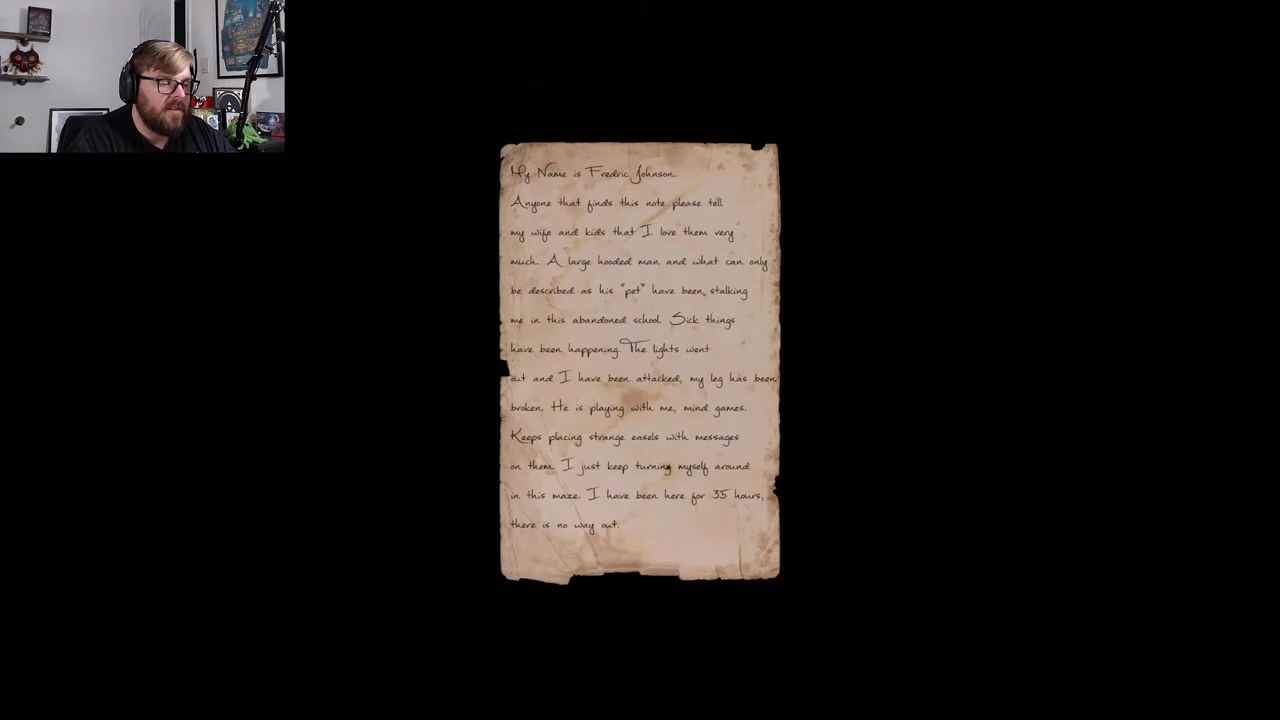 My Name is Fredric Johnson.
Anyone that finds this note please tell
my wife and kids that I love them very
much. A large hooded man and what can only
be described as his "pet" have been stalking
me in this abandoned school. Sick things
have been happening. The lights went
out and I have been attacked, my leg has been
broken. He is playing with me, mind games.
Keeps placing strange easels with messages
on them. I just keep turning myself around
in this maze. I have been here for 35 hours,
there is no way out.